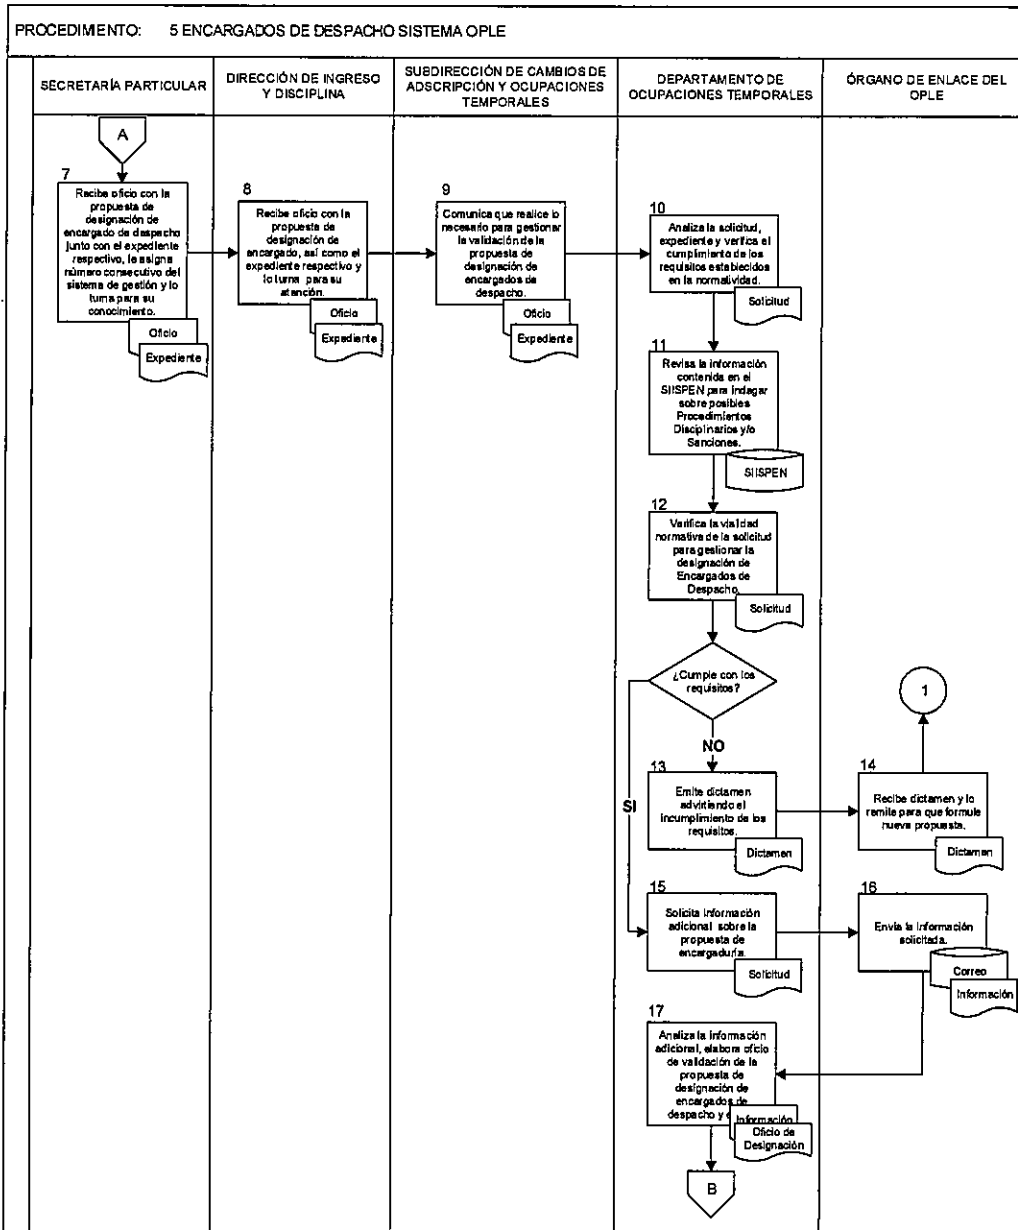 PROCEDIMIENTO: 5 ENCARGADOS DE DESPACHO SISTEMA OPLE
SECRETARÍA PARTICULAR
DIRECCIÓN DE INGRESO
Y DISCIPLINA
SUBDIRECCIÓN DE CAMBIOS DE
ADSCRIPCIÓN Y OCUPACIONES
TEMPORALES
DEPARTAMENTO DE
OCUPACIONES TEMPORALES
ÓRGANO DE ENLACE DEL
OPLE
A
7
Recibe oficio con la
propuesta de
designación de
encargado de despacho
junto con el expediente
respectivo, le asigna
número consecutivo del
sistema de gestión y lo
turna para su
conocimiento.
Oficio
Expediente
8
Recibe oficio con la
propuesta de
designación de
encargado, así como el
expediente respectivo y
lo turna para su
atención.
Oficio
Expediente
9
Comunica que realice lo
necesario para gestionar
la validación de la
propuesta de
designación de
encargados de
despacho.
Oficio
Expediente
10
Analiza la solicitud,
expediente y verifica el
cumplimiento de los
requisitos establecidos
en la normatividad.
Solicitud
11
Revisa la información
contenida en el
SIISPEN para indagar
sobre posibles
Procedimientos
Disciplinarios y/o
Sanciones.
SIISPEN
12
Verifica la
normativa de la solicitud
para gestionar la
designación de
Encargados de
Despacho.
Solicitud
¿Cumple con los
requisitos?
NO
SI
13
Emite dictamen
advirtiendo el
incumplimiento de los
requisitos.
Dictamen
1
14
Recibe dictamen y lo
remite para que formule
nueva propuesta.
Dictamen
15
Solicita información
adicional sobre la
propuesta de
encargaduría.
Solicitud
16
Envía la información
solicitada.
Correo
Información
17
Analiza la información
adicional, elabora oficio
de validación de la
propuesta de
designación de
encargados de
despacho y
Información
Oficio de
Designación
B